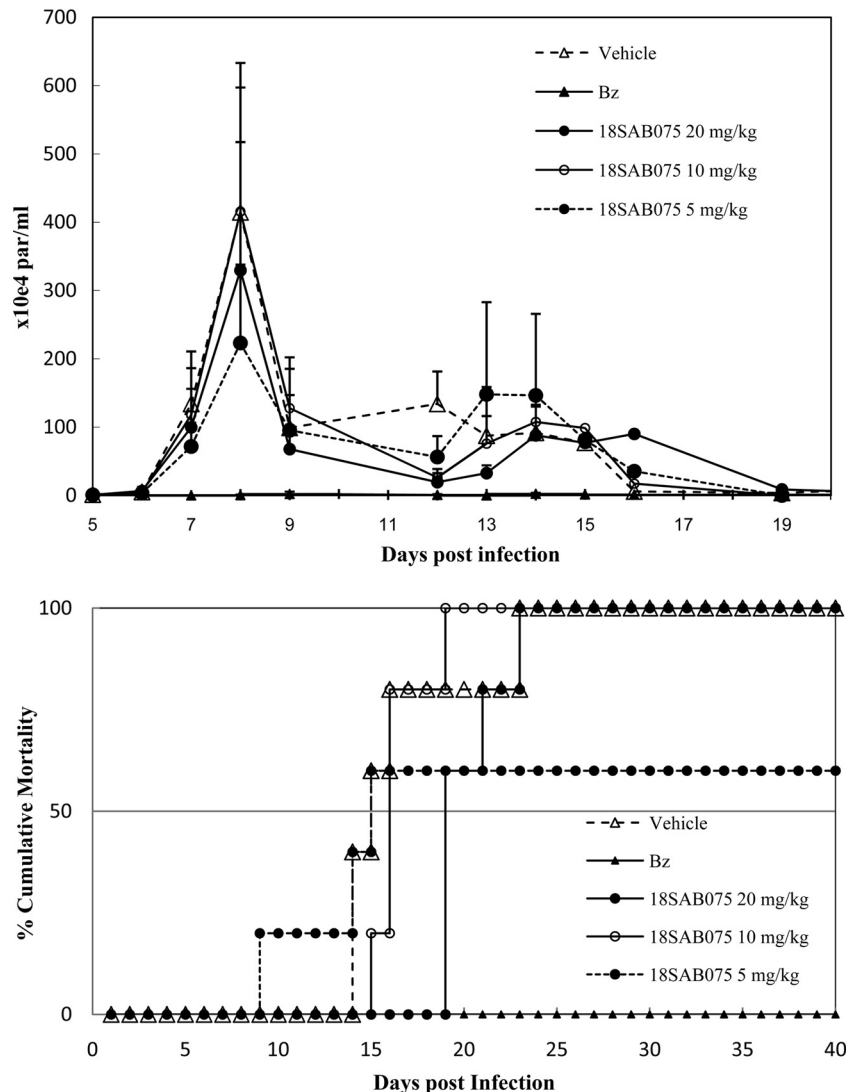 700
600
500
400
300
200
100
0
x10e4 par/ml
Vehicle
Bz
18SAB075 20 mg/kg
18SAB075 10 mg/kg
18SAB075 5 mg/kg
5 7 9 11 13 15 17 19
Days post infection
100
50
0
% Cumulative Mortality
Vehicle
Bz
18SAB075 20 mg/kg
18SAB075 10 mg/kg
18SAB075 5 mg/kg
0 5 10 15 20 25 30 35 40
Days post Infection